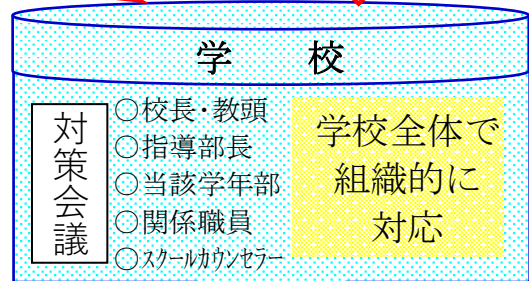 学　校
対策会議
○校長・教頭
○指導部長
○当該学年部
○関係職員
○スクールカウンセラー
学校全体で
組織的に
対応